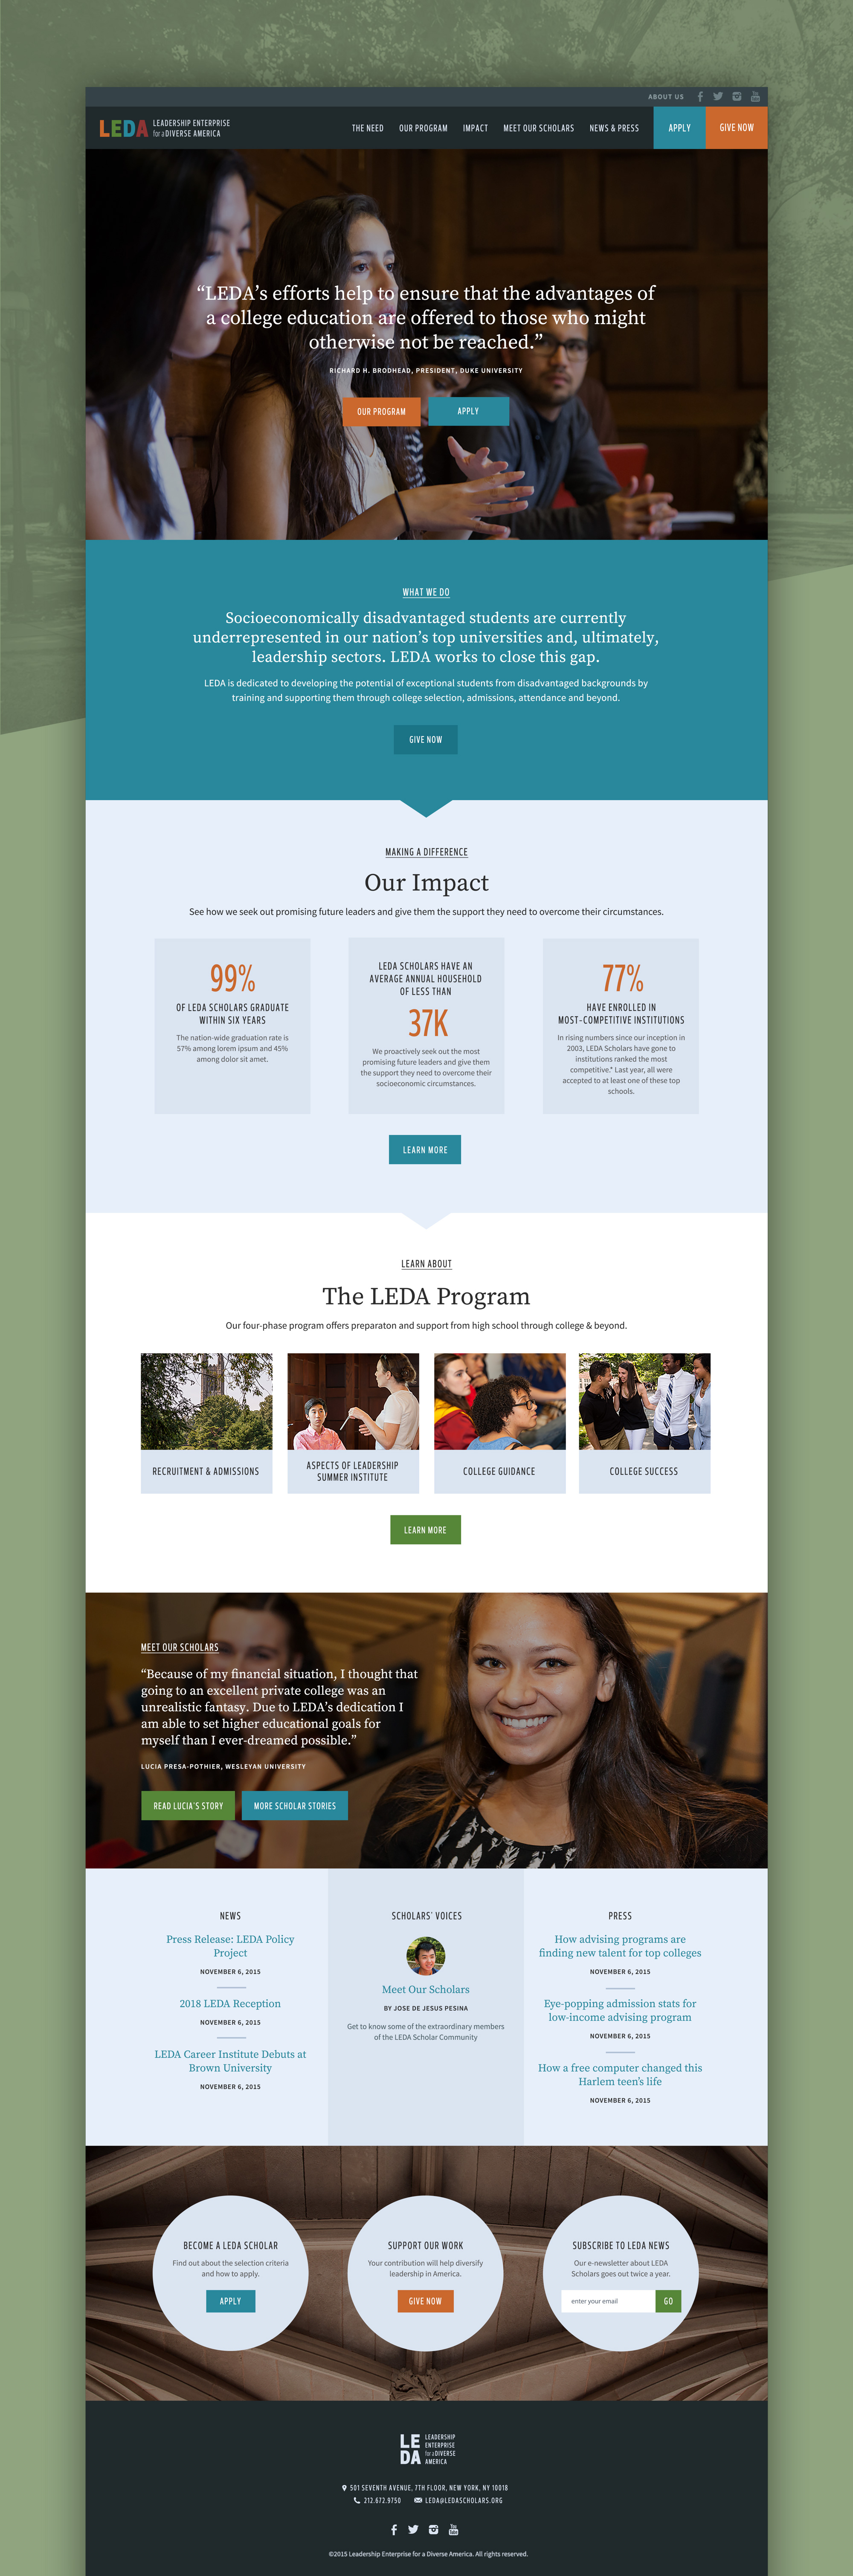 ABOUT US
LEDA LEADERSHIP ENTERPRISE
for a DIVERSE AMERICA
THE NEED OUR PROGRAM IMPACT MEET OUR SCHOLARS NEWS & PRESS APPLY GIVE NOW
“LEDA’s efforts help to ensure that the advantages of
a college education are offered to those who might
otherwise not be reached.”
RICHARD H. BRODHEAD, PRESIDENT, DUKE UNIVERSITY
OUR PROGRAM APPLY
WHAT WE DO
Socioeconomically disadvantaged students are currently
underrepresented in our nation’s top universities and, ultimately,
leadership sectors. LEDA works to close this gap.
LEDA is dedicated to developing the potential of exceptional students from disadvantaged backgrounds by
training and supporting them through college selection, admissions, attendance and beyond.
GIVE NOW
MAKING A DIFFERENCE
Our Impact
See how we seek out promising future leaders and give them the support they need to overcome their circumstances.
99%
OF LEDA SCHOLARS GRADUATE
WITHIN SIX YEARS
The nation-wide graduation rate is
57% among lorem ipsum and 45%
among dolor sit amet.
LEDA SCHOLARS HAVE AN
AVERAGE ANNUAL HOUSEHOLD
OF LESS THAN
37K
We proactively seek out the most
promising future leaders and give them
the support they need to overcome their
socioeconomic circumstances.
77%
HAVE ENROLLED IN
MOST-COMPETITIVE INSTITUTIONS
In rising numbers since our inception in
2003, LEDA Scholars have gone to
institutions ranked the most
competitive.* Last year, all were
accepted to at least one of these top
schools.
LEARN MORE
LEARN ABOUT
The LEDA Program
Our four-phase program offers preparaton and support from high school through college & beyond.
RECRUITMENT & ADMISSIONS
ASPECTS OF LEADERSHIP
SUMMER INSTITUTE
COLLEGE GUIDANCE
COLLEGE SUCCESS
LEARN MORE
MEET OUR SCHOLARS
“Because of my financial situation, I thought that
going to an excellent private college was an
unrealistic fantasy. Due to LEDA’s dedication I
am able to set higher educational goals for
myself than I ever-dreamed possible.”
LUCIA PRESA-POTHIER, WESLEYAN UNIVERSITY
READ LUCIA’S STORY MORE SCHOLAR STORIES
NEWS
Press Release: LEDA Policy
Project
NOVEMBER 6, 2015
2018 LEDA Reception
NOVEMBER 6, 2015
LEDA Career Institute Debuts at
Brown University
NOVEMBER 6, 2015
SCHOLARS’ VOICES
Meet Our Scholars
BY JOSE DE JESUS PESINA
Get to know some of the extraordinary members
of the LEDA Scholar Community
PRESS
How advising programs are
finding new talent for top colleges
NOVEMBER 6, 2015
Eye-popping admission stats for
low-income advising program
NOVEMBER 6, 2015
How a free computer changed this
Harlem teen’s life
NOVEMBER 6, 2015
BECOME A LEDA SCHOLAR
Find out about the selection criteria
and how to apply.
APPLY
SUPPORT OUR WORK
Your contribution will help diversify
leadership in America.
GIVE NOW
SUBSCRIBE TO LEDA NEWS
Our e-newsletter about LEDA
Scholars goes out twice a year.
enter your email GO
LE
DA
LEADERSHIP
ENTERPRISE
for a DIVERSE
AMERICA
501 SEVENTH AVENUE, 7TH FLOOR, NEW YORK, NY 10018
212.672.9750 LEDA@LEDASCHOLARS.ORG
You Tube
©2015 Leadership Enterprise for a Diverse America. All rights reserved.